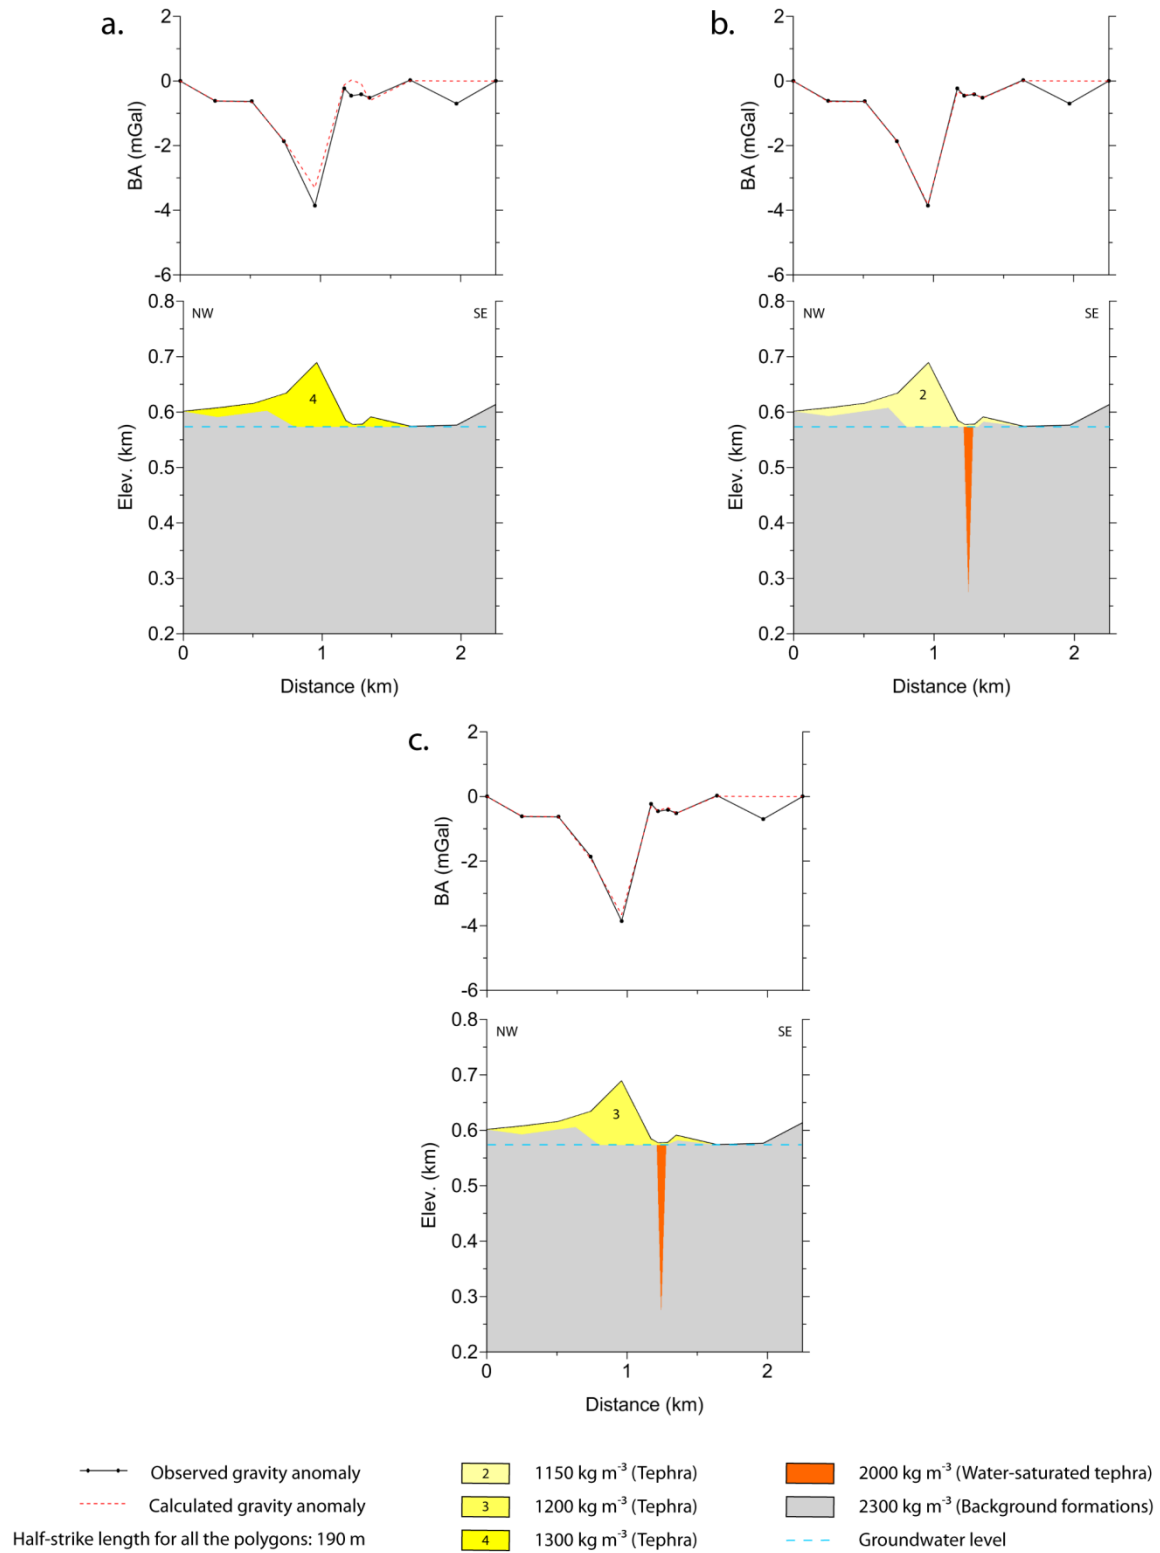 a.
2
0
-2
-4
-6
BA (mGal)
0.8
0.7
0.6
0.5
0.4
0.3
0.2
Elev. (km)
NW
SE
4
0
1
2
Distance (km)
b.
2
0
-2
-4
-6
BA (mGal)
0.8
0.7
0.6
0.5
0.4
0.3
0.2
Elev. (km)
NW
SE
2
0
1
2
Distance (km)
c.
2
0
-2
-4
-6
BA (mGal)
0.8
0.7
0.6
0.5
0.4
0.3
0.2
Elev. (km)
NW
SE
3
0
1
2
Distance (km)
Observed gravity anomaly
Calculated gravity anomaly
Half-strike length for all the polygons: 190 m
2 1150 kg m⁻³ (Tephra)
3 1200 kg m⁻³ (Tephra)
4 1300 kg m⁻³ (Tephra)
2000 kg m⁻³ (Water-saturated tephra)
2300 kg m⁻³ (Background formations)
Groundwater level